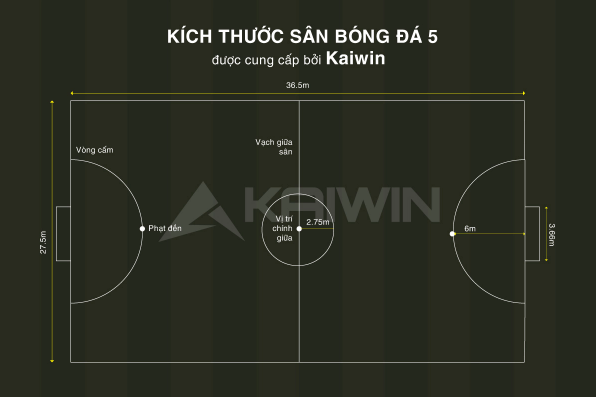 KÍCH THƯỚC SÂN BÓNG ĐÁ 5
được cung cấp bởi Kaiwin
36.5m
Vòng cấm
Vạch giữa
sân
KAIWIN
Vị trí
chính
giữa
2.75m
Phạt đền
6m
3.66m
27.5m